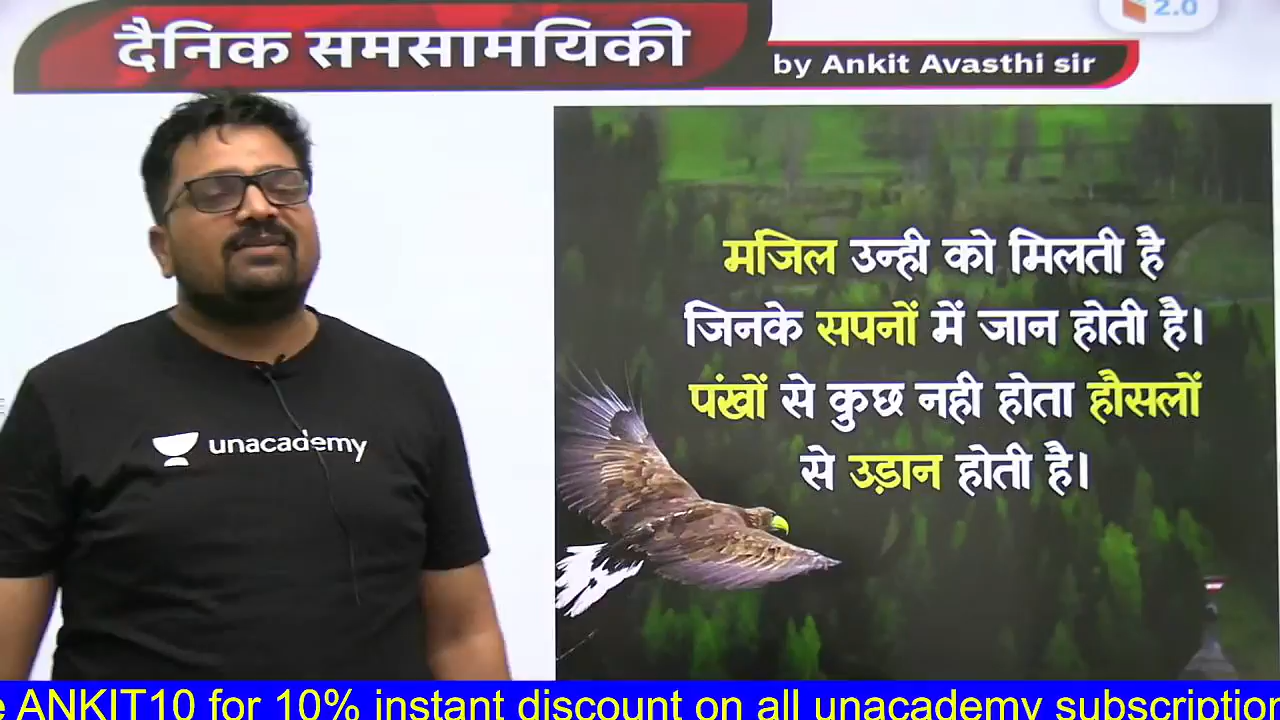 दैनिक समसामयिकी
by Ankit Avasthi sir
2.0
मंजिल उन्ही को मिलती है
जिनके सपनों में जान होती है।
पंखों से कुछ नही होता हौसलों
से उड़ान होती है।
unacademy
ANKIT10 for 10% instant discount on all unacademy subscription